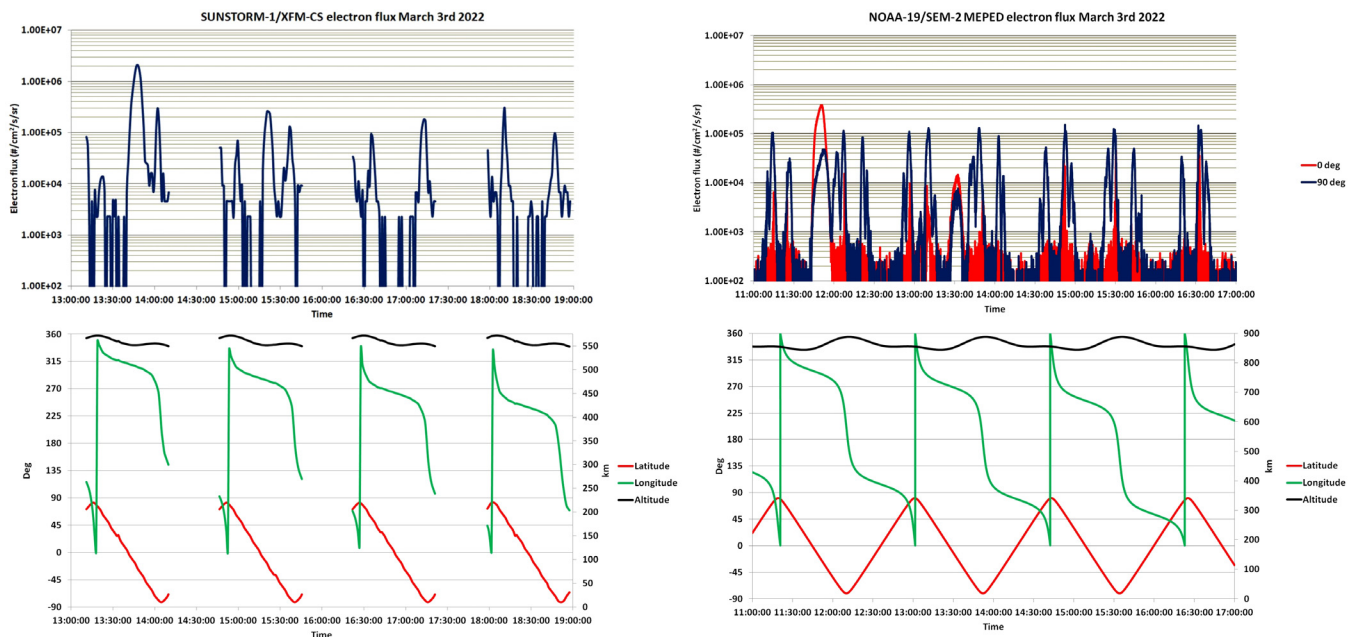 SUNSTORM-1/XFM-CS electron flux March 3rd 2022
Electron flux (#/cm²/s/sr)
1.00E+07
1.00E+06
1.00E+05
1.00E+04
1.00E+03
1.00E+02
13:00:00 13:30:00 14:00:00 14:30:00 15:00:00 15:30:00 16:00:00 16:30:00 17:00:00 17:30:00 18:00:00 18:30:00 19:00:00
Time
NOAA-19/SEM-2 MEPED electron flux March 3rd 2022
Electron flux (#/cm²/s/sr)
1.00E+07
1.00E+06
1.00E+05
1.00E+04
1.00E+03
1.00E+02
11:00:00 11:30:00 12:00:00 12:30:00 13:00:00 13:30:00 14:00:00 14:30:00 15:00:00 15:30:00 16:00:00 16:30:00 17:00:00
Time
0 deg
90 deg
Deg
360
315
270
225
180
135
90
45
0
-45
-90
13:00:00 13:30:00 14:00:00 14:30:00 15:00:00 15:30:00 16:00:00 16:30:00 17:00:00 17:30:00 18:00:00 18:30:00 19:00:00
Time
550
500
450
400
350
300
250
200
150
100
50
0
km
Latitude
Longitude
Altitude
Deg
360
315
270
225
180
135
90
45
0
-45
-90
11:00:00 11:30:00 12:00:00 12:30:00 13:00:00 13:30:00 14:00:00 14:30:00 15:00:00 15:30:00 16:00:00 16:30:00 17:00:00
Time
900
800
700
600
500
400
300
200
100
0
km
Latitude
Longitude
Altitude